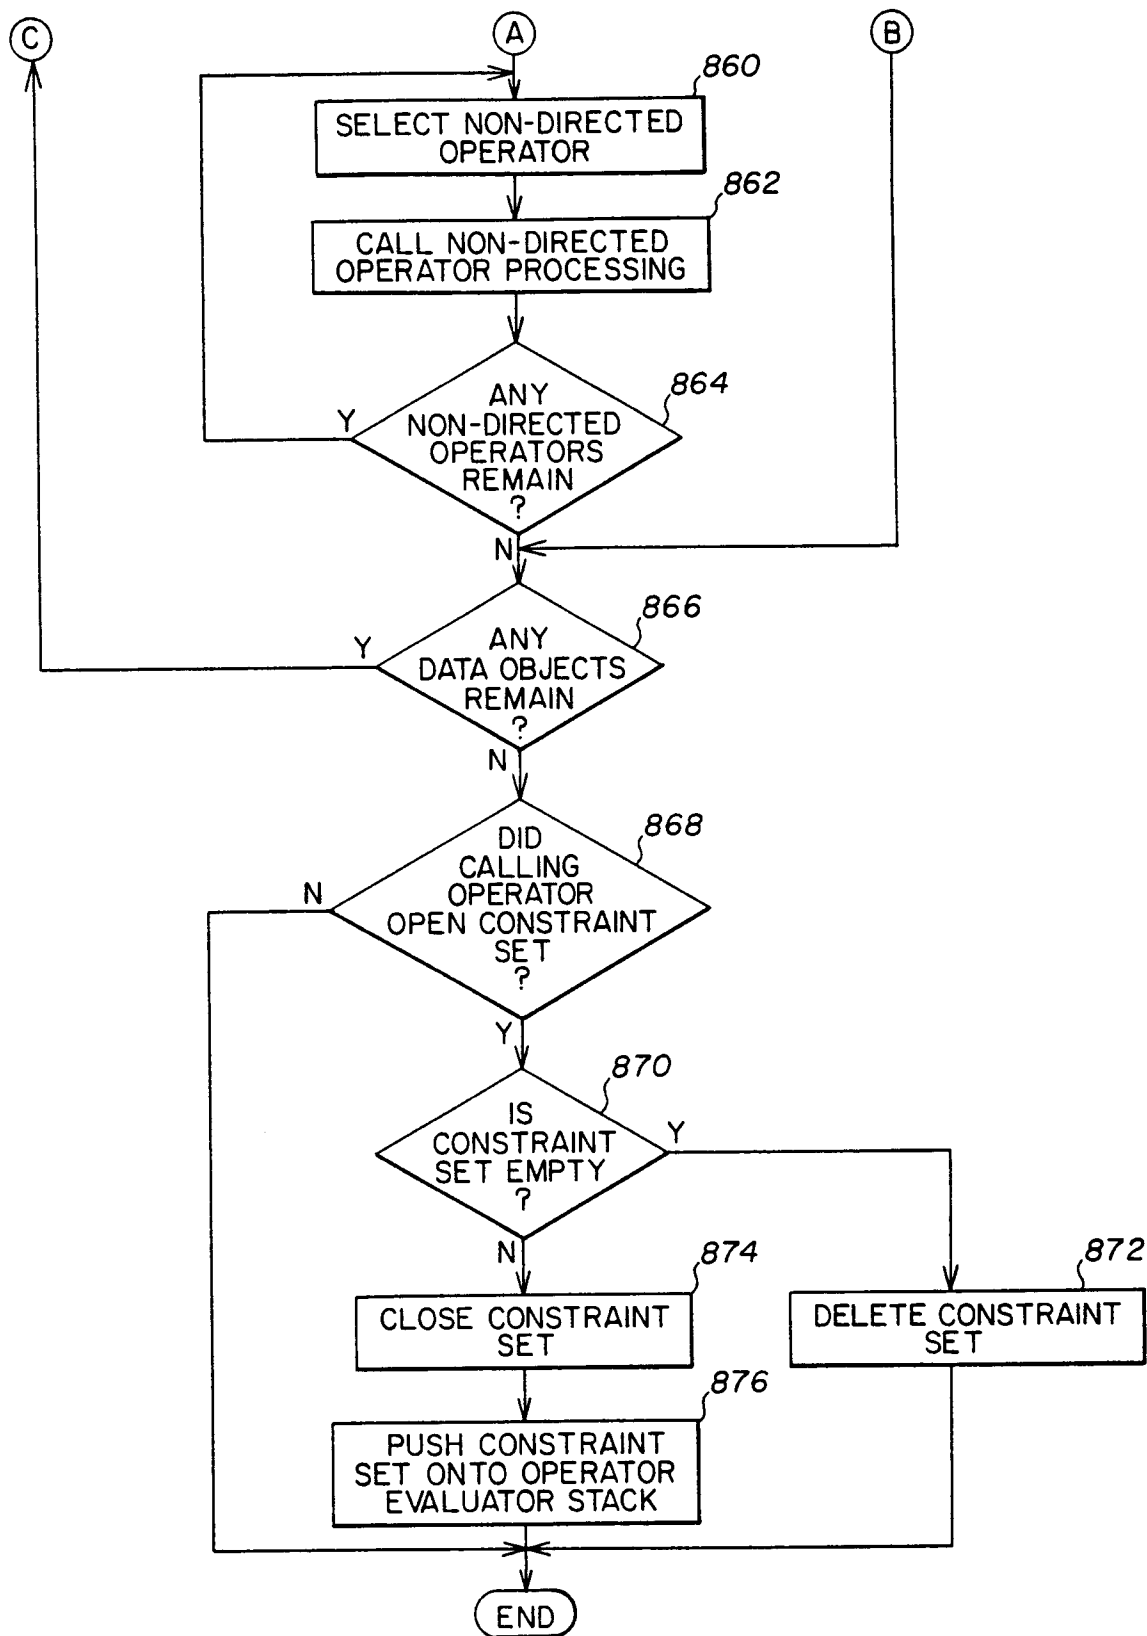 C
A
B
860
SELECT NON-DIRECTED
OPERATOR
862
CALL NON-DIRECTED
OPERATOR PROCESSING
864
ANY
NON-DIRECTED
OPERATORS
REMAIN
?
Y
N
866
ANY
DATA OBJECTS
REMAIN
?
Y
N
868
DID
CALLING
OPERATOR
OPEN CONSTRAINT
SET
?
N
Y
870
IS
CONSTRAINT
SET EMPTY
?
Y
N
874
CLOSE CONSTRAINT
SET
872
DELETE CONSTRAINT
SET
876
PUSH CONSTRAINT
SET ONTO OPERATOR
EVALUATOR STACK
END